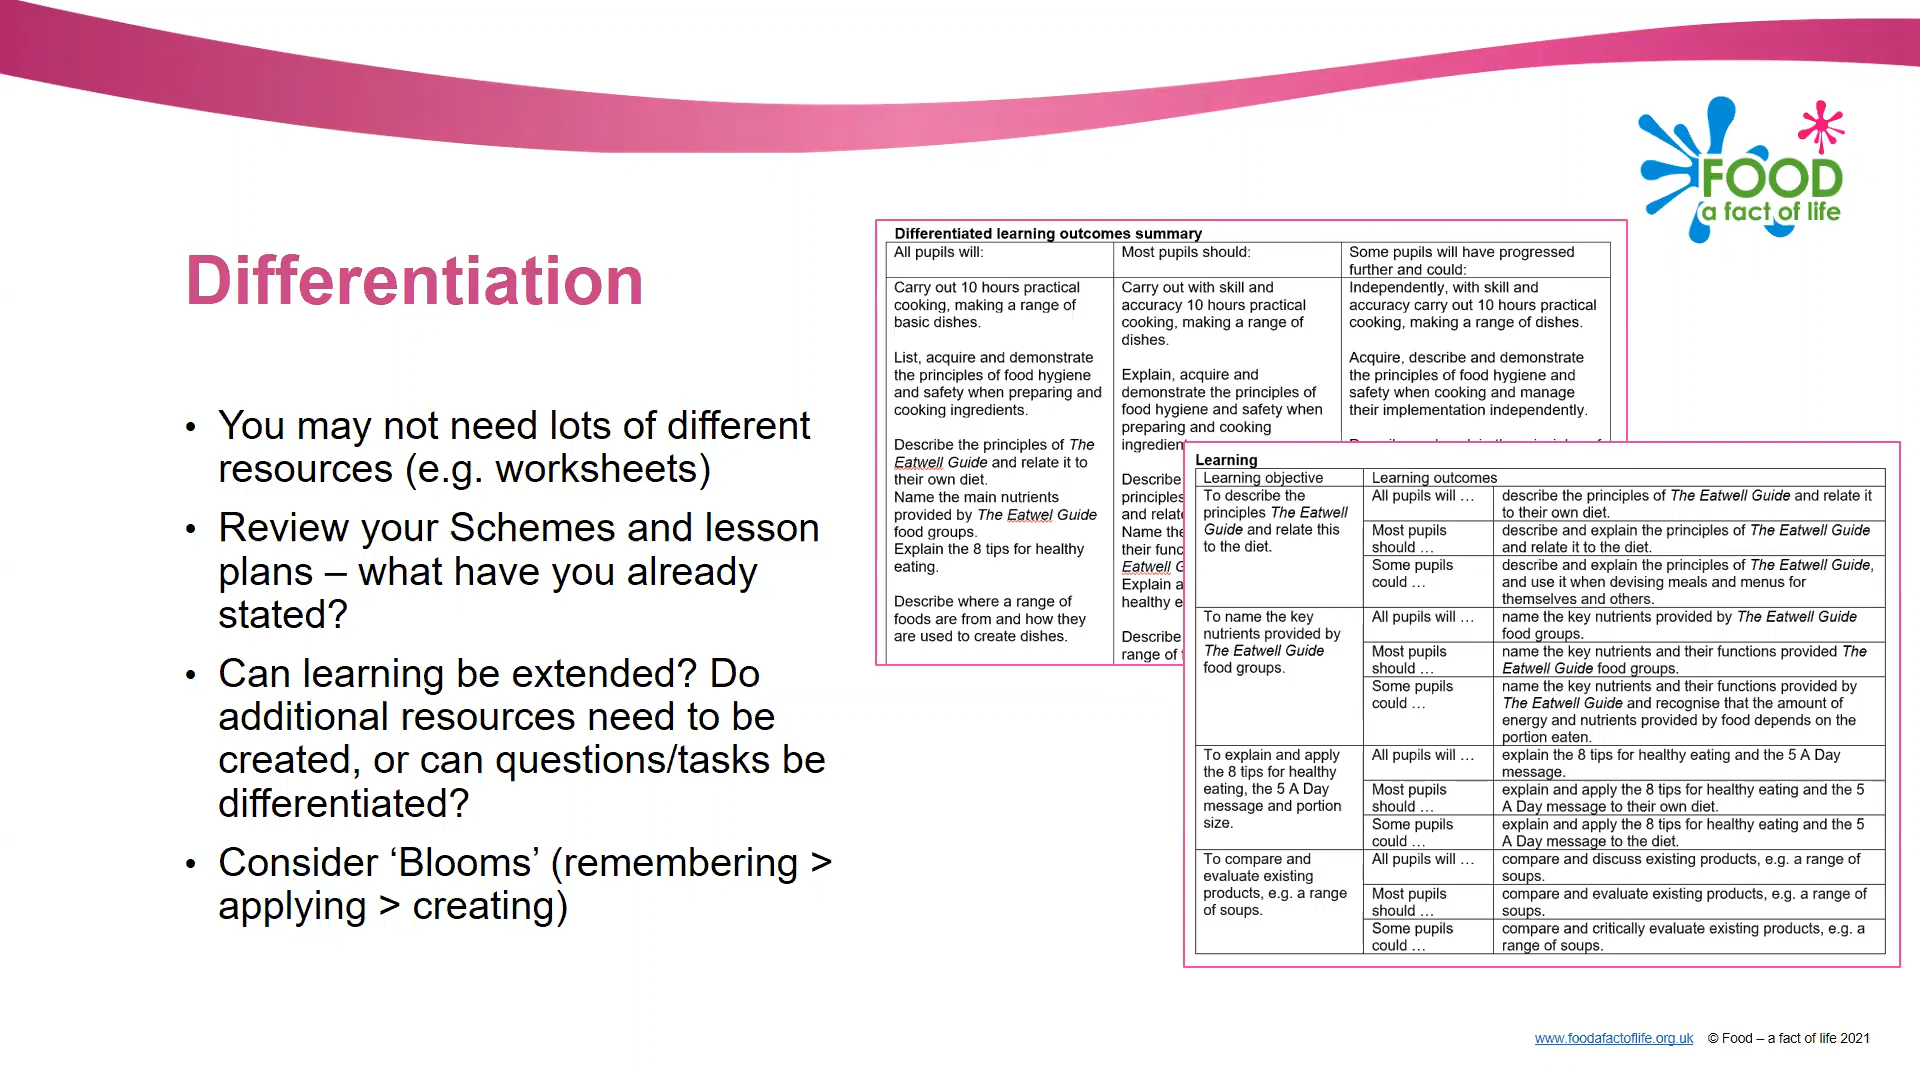 FOOD
a fact of life
Differentiation
• You may not need lots of different
resources (e.g. worksheets)
• Review your Schemes and lesson
plans – what have you already
stated?
• Can learning be extended? Do
additional resources need to be
created, or can questions/tasks be
differentiated?
• Consider ‘Blooms’ (remembering >
applying > creating)
Differentiated learning outcomes summary
All pupils will:
Carry out 10 hours practical
cooking, making a range of
basic dishes.
List, acquire and demonstrate
the principles of food hygiene
and safety when preparing and
cooking ingredients.
Describe the principles of The
Eatwell Guide and relate it to
their own diet.
Name the main nutrients
provided by The Eatwel Guide
food groups.
Explain the 8 tips for healthy
eating.
Describe where a range of
foods are from and how they
are used to create dishes.
Most pupils should:
Carry out with skill and
accuracy 10 hours practical
cooking, making a range of
dishes.
Explain, acquire and
demonstrate the principles of
food hygiene and safety when
preparing and cooking
Describe
principles
Name the
Eatwell
Explain
healthy
Describe
range of
Some pupils will have progressed
further and could:
Independently, with skill and
accuracy carry out 10 hours practical
cooking, making a range of dishes.
Acquire, describe and demonstrate
the principles of food hygiene and
safety when cooking and manage
their implementation independently.
Learning
Learning objective
Learning outcomes
To describe the
principles The Eatwell
Guide and relate this
to the diet.
All pupils will …
describe the principles of The Eatwell Guide and relate it
to their own diet.
Most pupils
should …
describe and explain the principles of The Eatwell Guide
and relate it to the diet.
Some pupils
could …
describe and explain the principles of The Eatwell Guide,
and use it when devising meals and menus for
themselves and others.
To name the key
nutrients provided by
The Eatwell Guide
food groups.
All pupils will …
name the key nutrients provided by The Eatwell Guide
food groups.
Most pupils
should …
name the key nutrients and their functions provided The
Eatwell Guide food groups.
Some pupils
could …
name the key nutrients and their functions provided by
The Eatwell Guide and recognise that the amount of
energy and nutrients provided by food depends on the
portion eaten.
To explain and apply
the 8 tips for healthy
eating, the 5 A Day
message and portion
size.
All pupils will …
explain the 8 tips for healthy eating and the 5 A Day
message.
Most pupils
should …
explain and apply the 8 tips for healthy eating and the 5
A Day message to their own diet.
Some pupils
could …
explain and apply the 8 tips for healthy eating and the 5
A Day message to the diet.
To compare and
evaluate existing
products, e.g. a range
of soups.
All pupils will …
compare and discuss existing products, e.g. a range of
soups.
Most pupils
should …
compare and evaluate existing products, e.g. a range of
soups.
Some pupils
could …
compare and critically evaluate existing products, e.g. a
range of soups.
www.foodafactoflife.org.uk © Food – a fact of life 2021